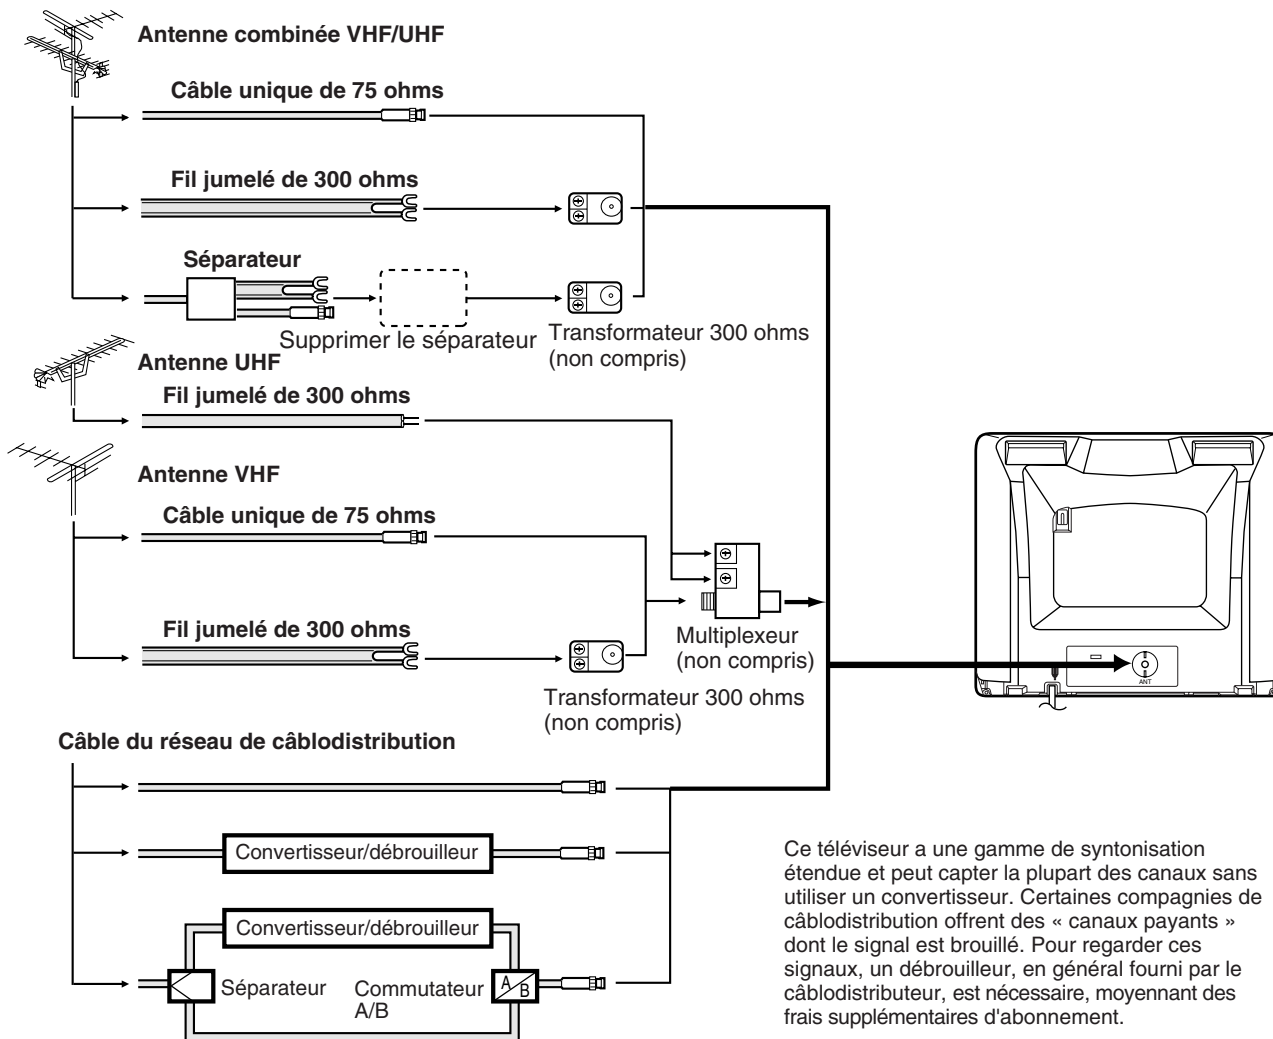 Antenne combinée VHF/UHF
Câble unique de 75 ohms
Fil jumelé de 300 ohms
Séparateur
Supprimer le séparateur
Transformateur 300 ohms
(non compris)
Antenne UHF
Fil jumelé de 300 ohms
Antenne VHF
Câble unique de 75 ohms
Fil jumelé de 300 ohms
Multiplexeur
(non compris)
Transformateur 300 ohms
(non compris)
ANT
Câble du réseau de câblodistribution
Convertisseur/débrouilleur
Convertisseur/débrouilleur
Séparateur
Commutateur
A/B
A/B
Ce téléviseur a une gamme de syntonisation
étendue et peut capter la plupart des canaux sans
utiliser un convertisseur. Certaines compagnies de
câblodistribution offrent des « canaux payants »
dont le signal est brouillé. Pour regarder ces
signaux, un débrouilleur, en général fourni par le
câblodistributeur, est nécessaire, moyennant des
frais supplémentaires d'abonnement.